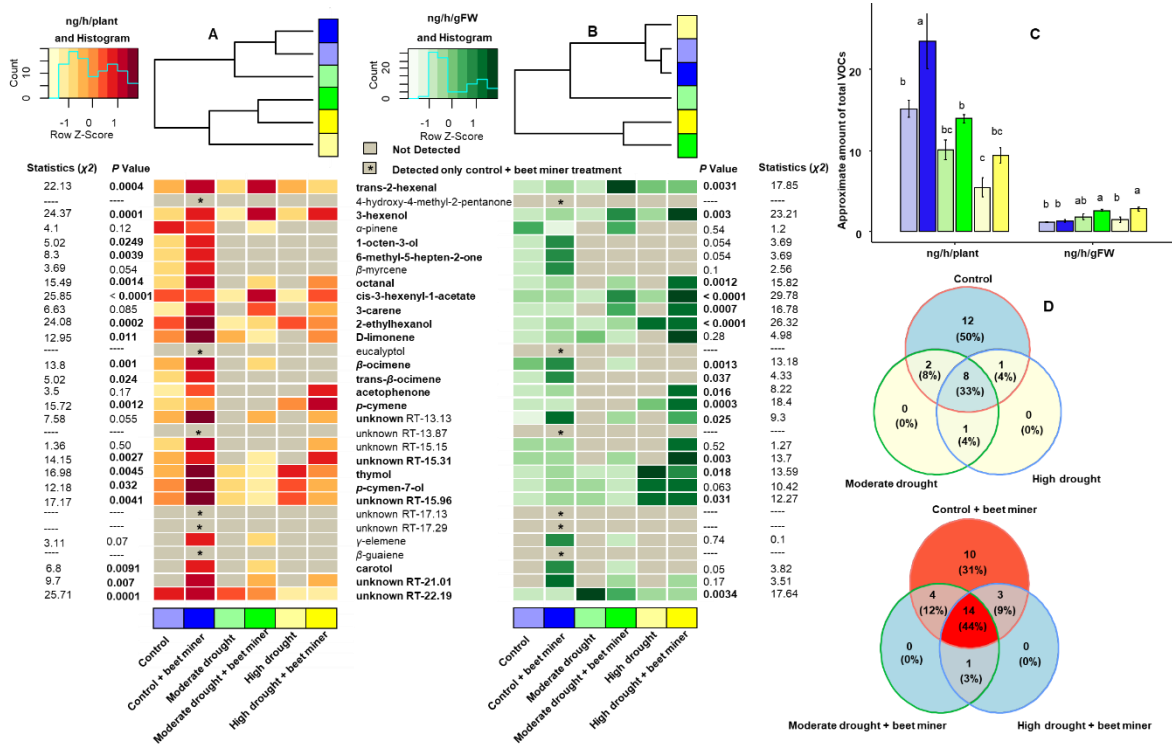 ng/h/plant
and Histogram
Count
0 10
-1 0 1
Row Z-Score
A
ng/h/gFW
and Histogram
Count
0 20
-1 0 1
Row Z-Score
B
Not Detected
* Detected only control + beet miner treatment
Statistics (χ2) P Value P Value Statistics (χ2)
22.13 0.0004 trans-2-hexenal 0.0031 17.85
---- ---- * 4-hydroxy-4-methyl-2-pentanone * ---- ----
24.37 0.0001 3-hexenol 0.003 23.21
4.1 0.12 α-pinene 0.54 1.2
5.02 0.0249 1-octen-3-ol 0.054 3.69
8.3 0.0039 6-methyl-5-hepten-2-one 0.054 3.69
3.69 0.054 β-myrcene 0.1 2.56
15.49 0.0014 octanal 0.0012 15.82
25.85 < 0.0001 cis-3-hexenyl-1-acetate < 0.0001 29.78
6.63 0.085 3-carene 0.0007 16.78
24.08 0.0002 2-ethylhexanol < 0.0001 26.32
12.95 0.011 D-limonene 0.28 4.98
---- ---- * eucalyptol * ---- ----
13.8 0.001 β-ocimene 0.0013 13.18
5.02 0.024 trans-β-ocimene 0.037 4.33
3.5 0.17 acetophenone 0.016 8.22
15.72 0.0012 p-cymene 0.0003 18.4
7.58 0.055 unknown RT-13.13 0.025 9.3
---- ---- * unknown RT-13.87 * ---- ----
1.36 0.50 unknown RT-15.15 0.52 1.27
14.15 0.0027 unknown RT-15.31 0.003 13.7
16.98 0.0045 thymol 0.018 13.59
12.18 0.032 p-cymen-7-ol 0.063 10.42
17.17 0.0041 unknown RT-15.96 0.031 12.27
---- ---- * unknown RT-17.13 * ---- ----
---- ---- * unknown RT-17.29 * ---- ----
3.11 0.07 γ-elemene 0.74 0.1
---- ---- * β-guaiene * ---- ----
6.8 0.0091 carotol 0.05 3.82
9.7 0.007 unknown RT-21.01 0.17 3.51
25.71 0.0001 unknown RT-22.19 0.0034 17.64
Control
Control + beet miner
Moderate drought
Moderate drought + beet miner
High drought
High drought + beet miner
Control
Control + beet miner
Moderate drought
Moderate drought + beet miner
High drought
High drought + beet miner
C
Approximate amount of total VOCs
20
10
0
b a bc b c bc
b b ab a a a
ng/h/plant ng/h/gFW
D
Control
12
(50%)
2
(8%)
1
(4%)
8
(33%)
0
(0%)
0
(0%)
1
(4%)
Moderate drought
High drought
Control + beet miner
10
(31%)
4
(12%)
3
(9%)
14
(44%)
0
(0%)
0
(0%)
1
(3%)
Moderate drought + beet miner
High drought + beet miner